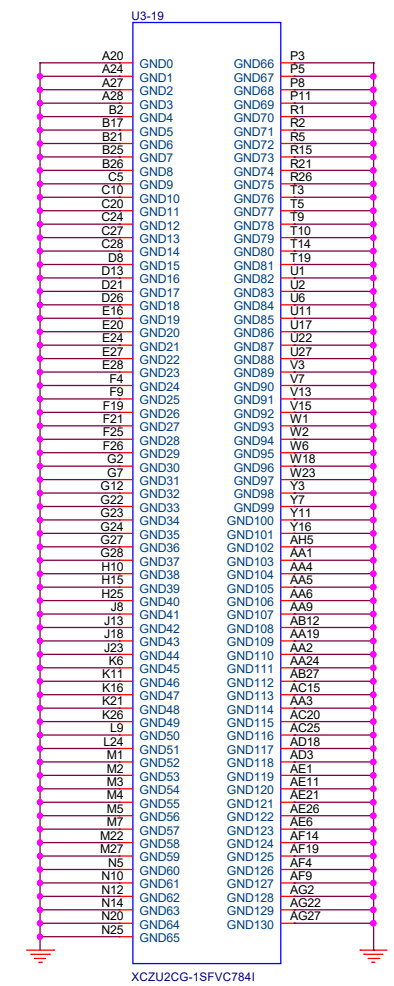 U3-19
A20 GND0 GND66 P3
A24 GND1 GND67 P5
A27 GND2 GND68 P8
A28 GND3 GND69 P11
B2 GND4 GND70 R1
B17 GND5 GND71 R2
B21 GND6 GND72 R5
B25 GND7 GND73 R15
B26 GND8 GND74 R21
C5 GND9 GND75 R26
C10 GND10 GND76 T3
C20 GND11 GND77 T5
C24 GND12 GND78 T9
C27 GND13 GND79 T10
C28 GND14 GND80 T14
D8 GND15 GND81 T19
D13 GND16 GND82 U1
D21 GND17 GND83 U2
D26 GND18 GND84 U6
E16 GND19 GND85 U11
E20 GND20 GND86 U17
E24 GND21 GND87 U22
E27 GND22 GND88 U27
E28 GND23 GND89 V3
F4 GND24 GND90 V7
F9 GND25 GND91 V13
F19 GND26 GND92 V15
F21 GND27 GND93 W1
F25 GND28 GND94 W2
F26 GND29 GND95 W6
G2 GND30 GND96 W18
G7 GND31 GND97 W23
G12 GND32 GND98 Y3
G22 GND33 GND99 Y7
G23 GND34 GND100 Y11
G24 GND35 GND101 Y16
G27 GND36 GND102 AH5
G28 GND37 GND103 AA1
H10 GND38 GND104 AA4
H15 GND39 GND105 AA5
H25 GND40 GND106 AA6
J8 GND41 GND107 AA9
J13 GND42 GND108 AB12
J18 GND43 GND109 AA19
J23 GND44 GND110 AA2
K6 GND45 GND111 AA24
K11 GND46 GND112 AB27
K16 GND47 GND113 AC15
K21 GND48 GND114 AA3
K26 GND49 GND115 AC20
L9 GND50 GND116 AC25
L24 GND51 GND117 AD18
M1 GND52 GND118 AD3
M2 GND53 GND119 AE1
M3 GND54 GND120 AE11
M4 GND55 GND121 AE21
M5 GND56 GND122 AE26
M7 GND57 GND123 AE6
M22 GND58 GND124 AF14
M27 GND59 GND125 AF19
N5 GND60 GND126 AF4
N10 GND61 GND127 AF9
N12 GND62 GND128 AG2
N14 GND63 GND129 AG22
N20 GND64 GND130 AG27
N25 GND65
XCZU2CG-1SFVC784I